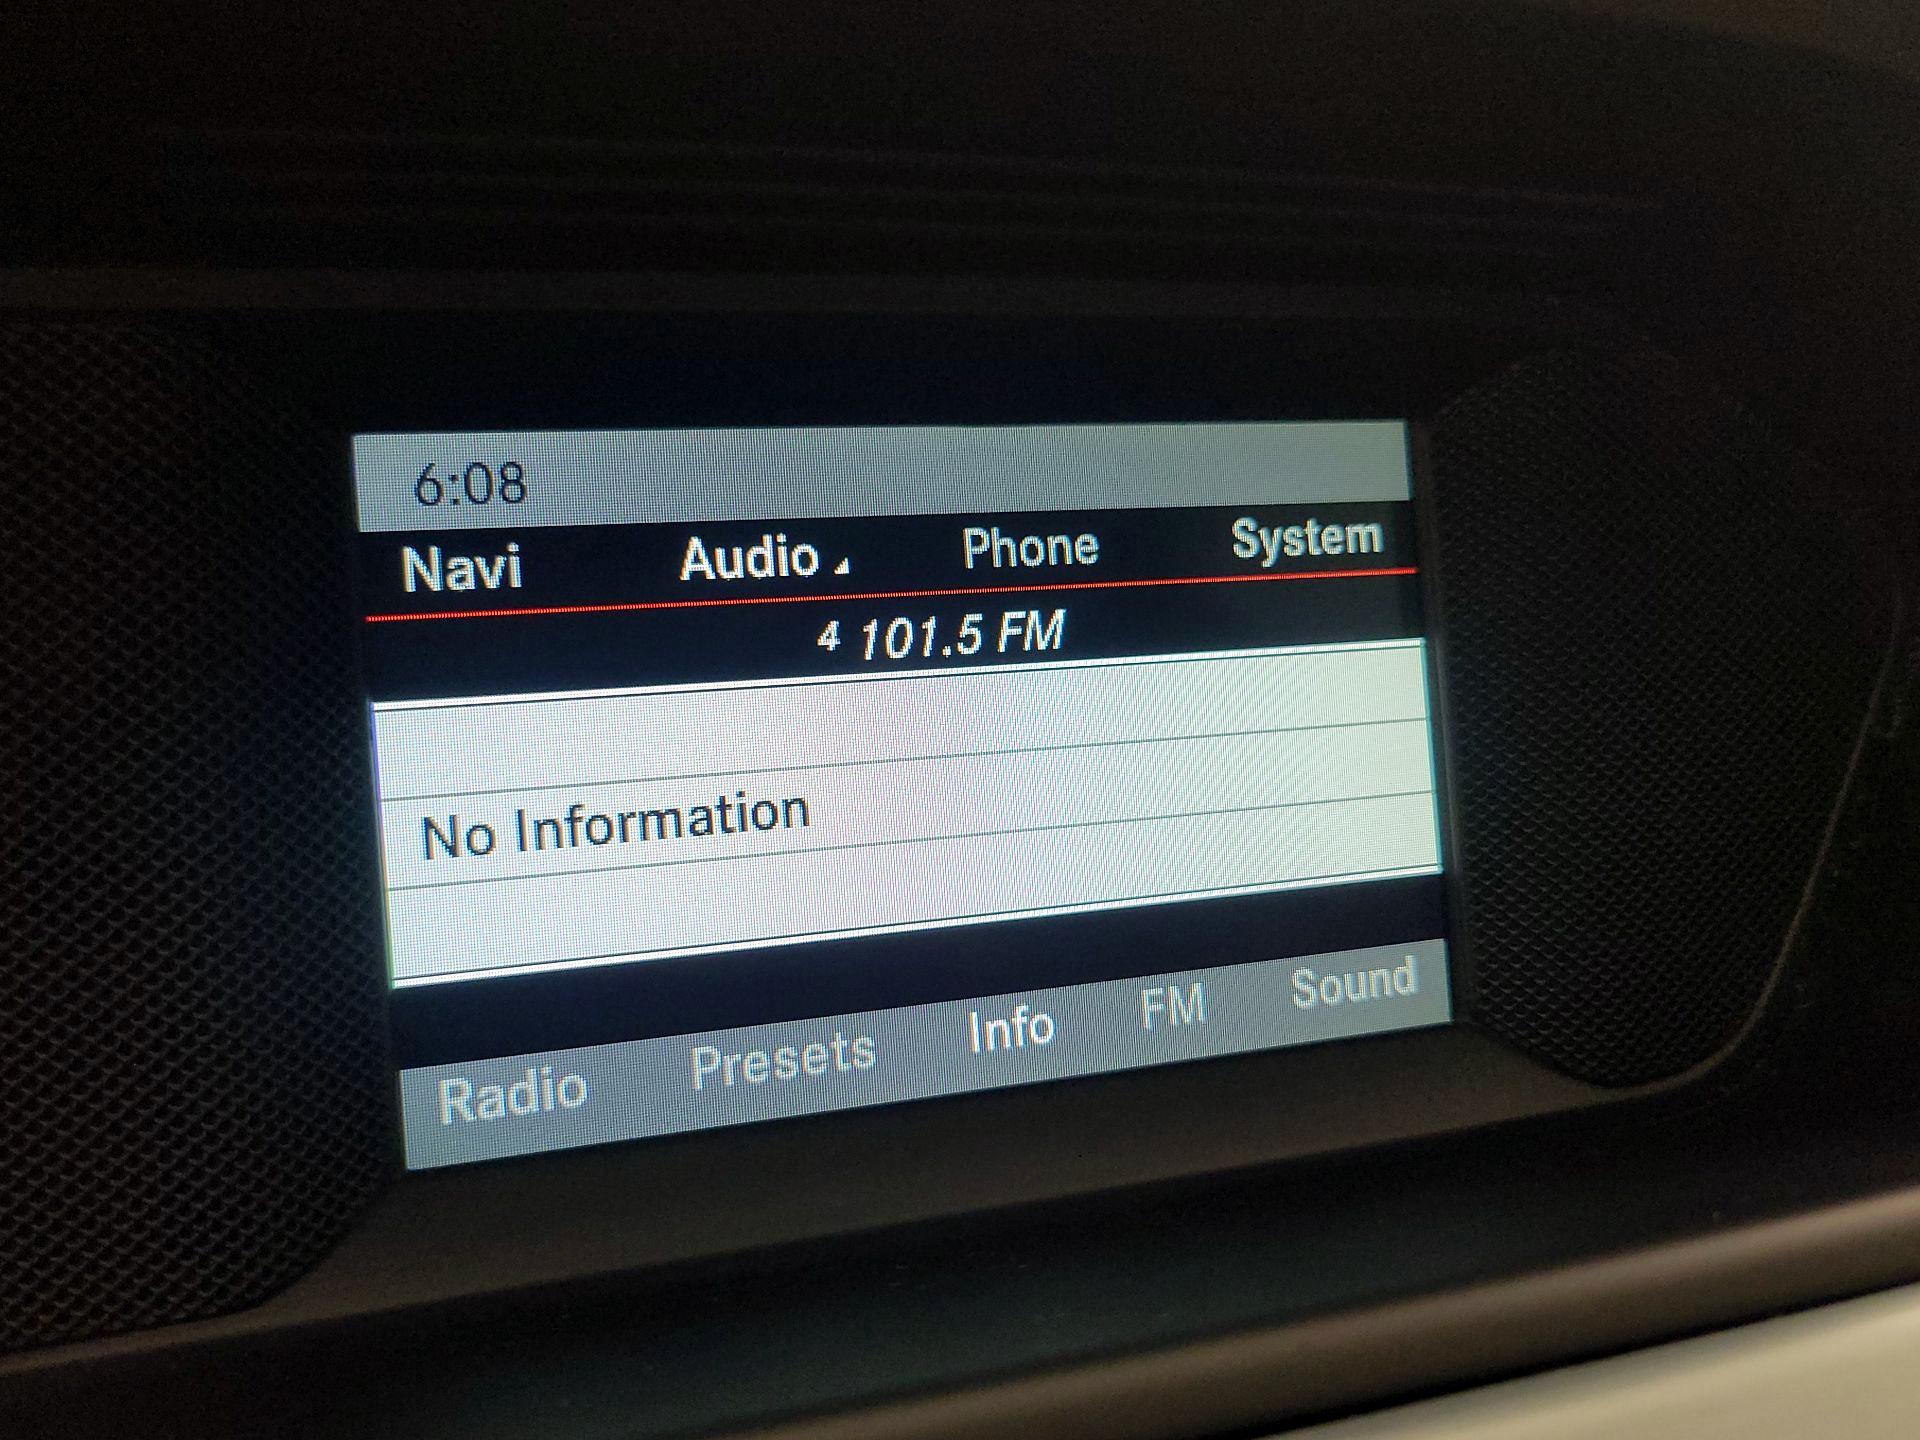 6:08
Navi Audio Phone System
4 101.5 FM
No Information
Radio Presets Info FM Sound